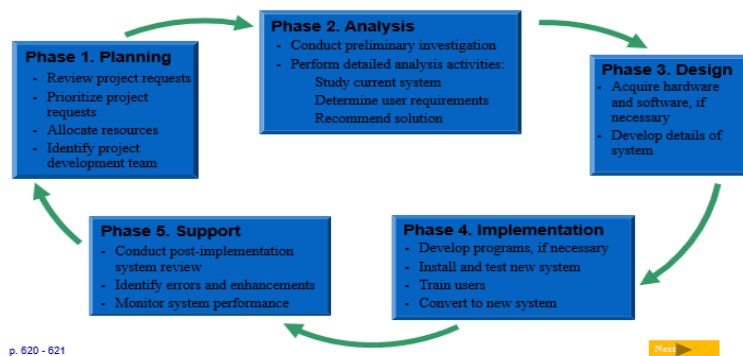 Phase 1. Planning
- Review project requests
- Prioritize project
requests
- Allocate resources
- Identify project
development team
Phase 2. Analysis
- Conduct preliminary investigation
- Perform detailed analysis activities:
Study current system
Determine user requirements
Recommend solution
Phase 3. Design
- Acquire hardware
and software, if
necessary
- Develop details of
system
Phase 4. Implementation
- Develop programs, if necessary
- Install and test new system
- Train users
- Convert to new system
Phase 5. Support
- Conduct post-implementation
system review
- Identify errors and enhancements
- Monitor system performance
p. 620 - 621
Next